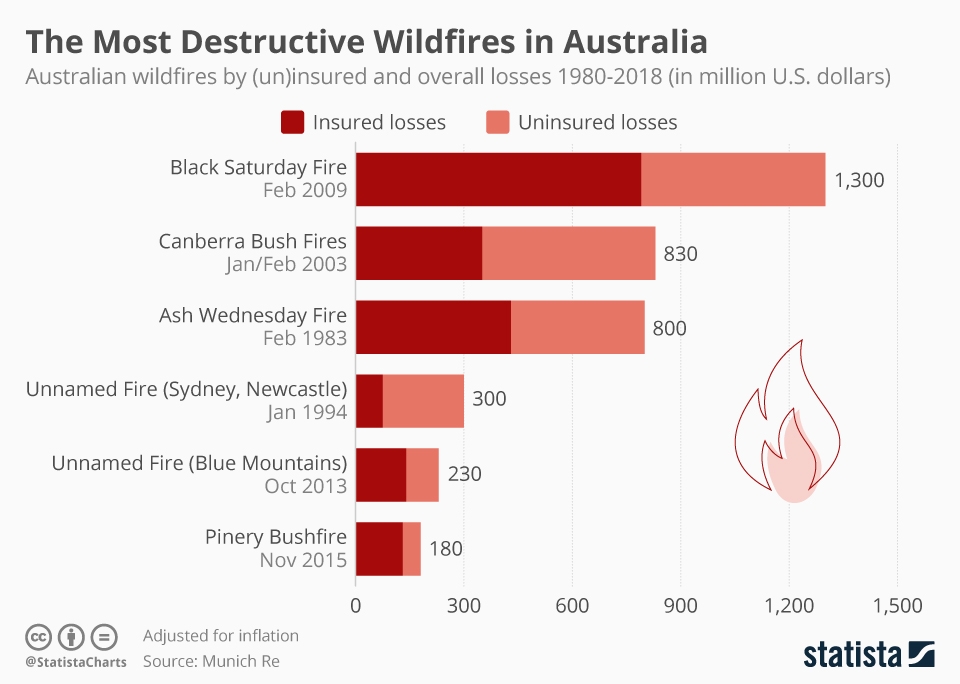 The Most Destructive Wildfires in Australia
Australian wildfires by (un)insured and overall losses 1980-2018 (in million U.S. dollars)
Insured losses Uninsured losses
Black Saturday Fire
Feb 2009
1,300
Canberra Bush Fires
Jan/Feb 2003
830
Ash Wednesday Fire
Feb 1983
800
Unnamed Fire (Sydney, Newcastle)
Jan 1994
300
Unnamed Fire (Blue Mountains)
Oct 2013
230
Pinery Bushfire
Nov 2015
180
0 300 600 900 1,200 1,500
cc =
Adjusted for inflation
@StatistaCharts Source: Munich Re
statista